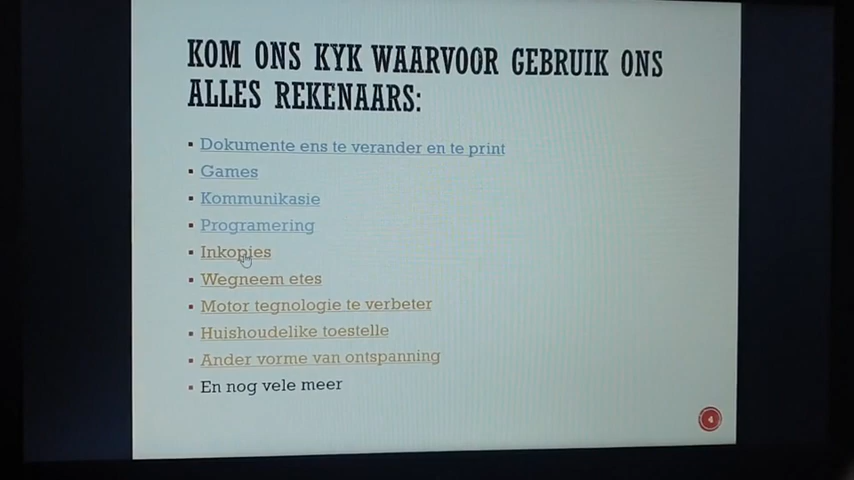 KOM ONS KYK WAARVOOR GEBRUIK ONS
ALLES REKENAARS:
▪ Dokumente ens te verander en te print
▪ Games
▪ Kommunikasie
▪ Programering
▪ Inkopies
▪ Wegneem etes
▪ Motor tegnologie te verbeter
▪ Huishoudelike toestelle
▪ Ander vorme van ontspanning
▪ En nog vele meer
4